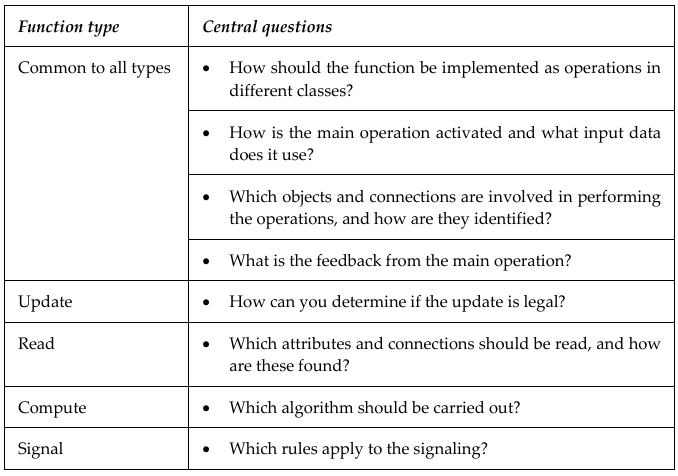 Function type Central questions
Common to all types • How should the function be implemented as operations in
different classes?
• How is the main operation activated and what input data
does it use?
• Which objects and connections are involved in performing
the operations, and how are they identified?
• What is the feedback from the main operation?
Update • How can you determine if the update is legal?
Read • Which attributes and connections should be read, and how
are these found?
Compute • Which algorithm should be carried out?
Signal • Which rules apply to the signaling?